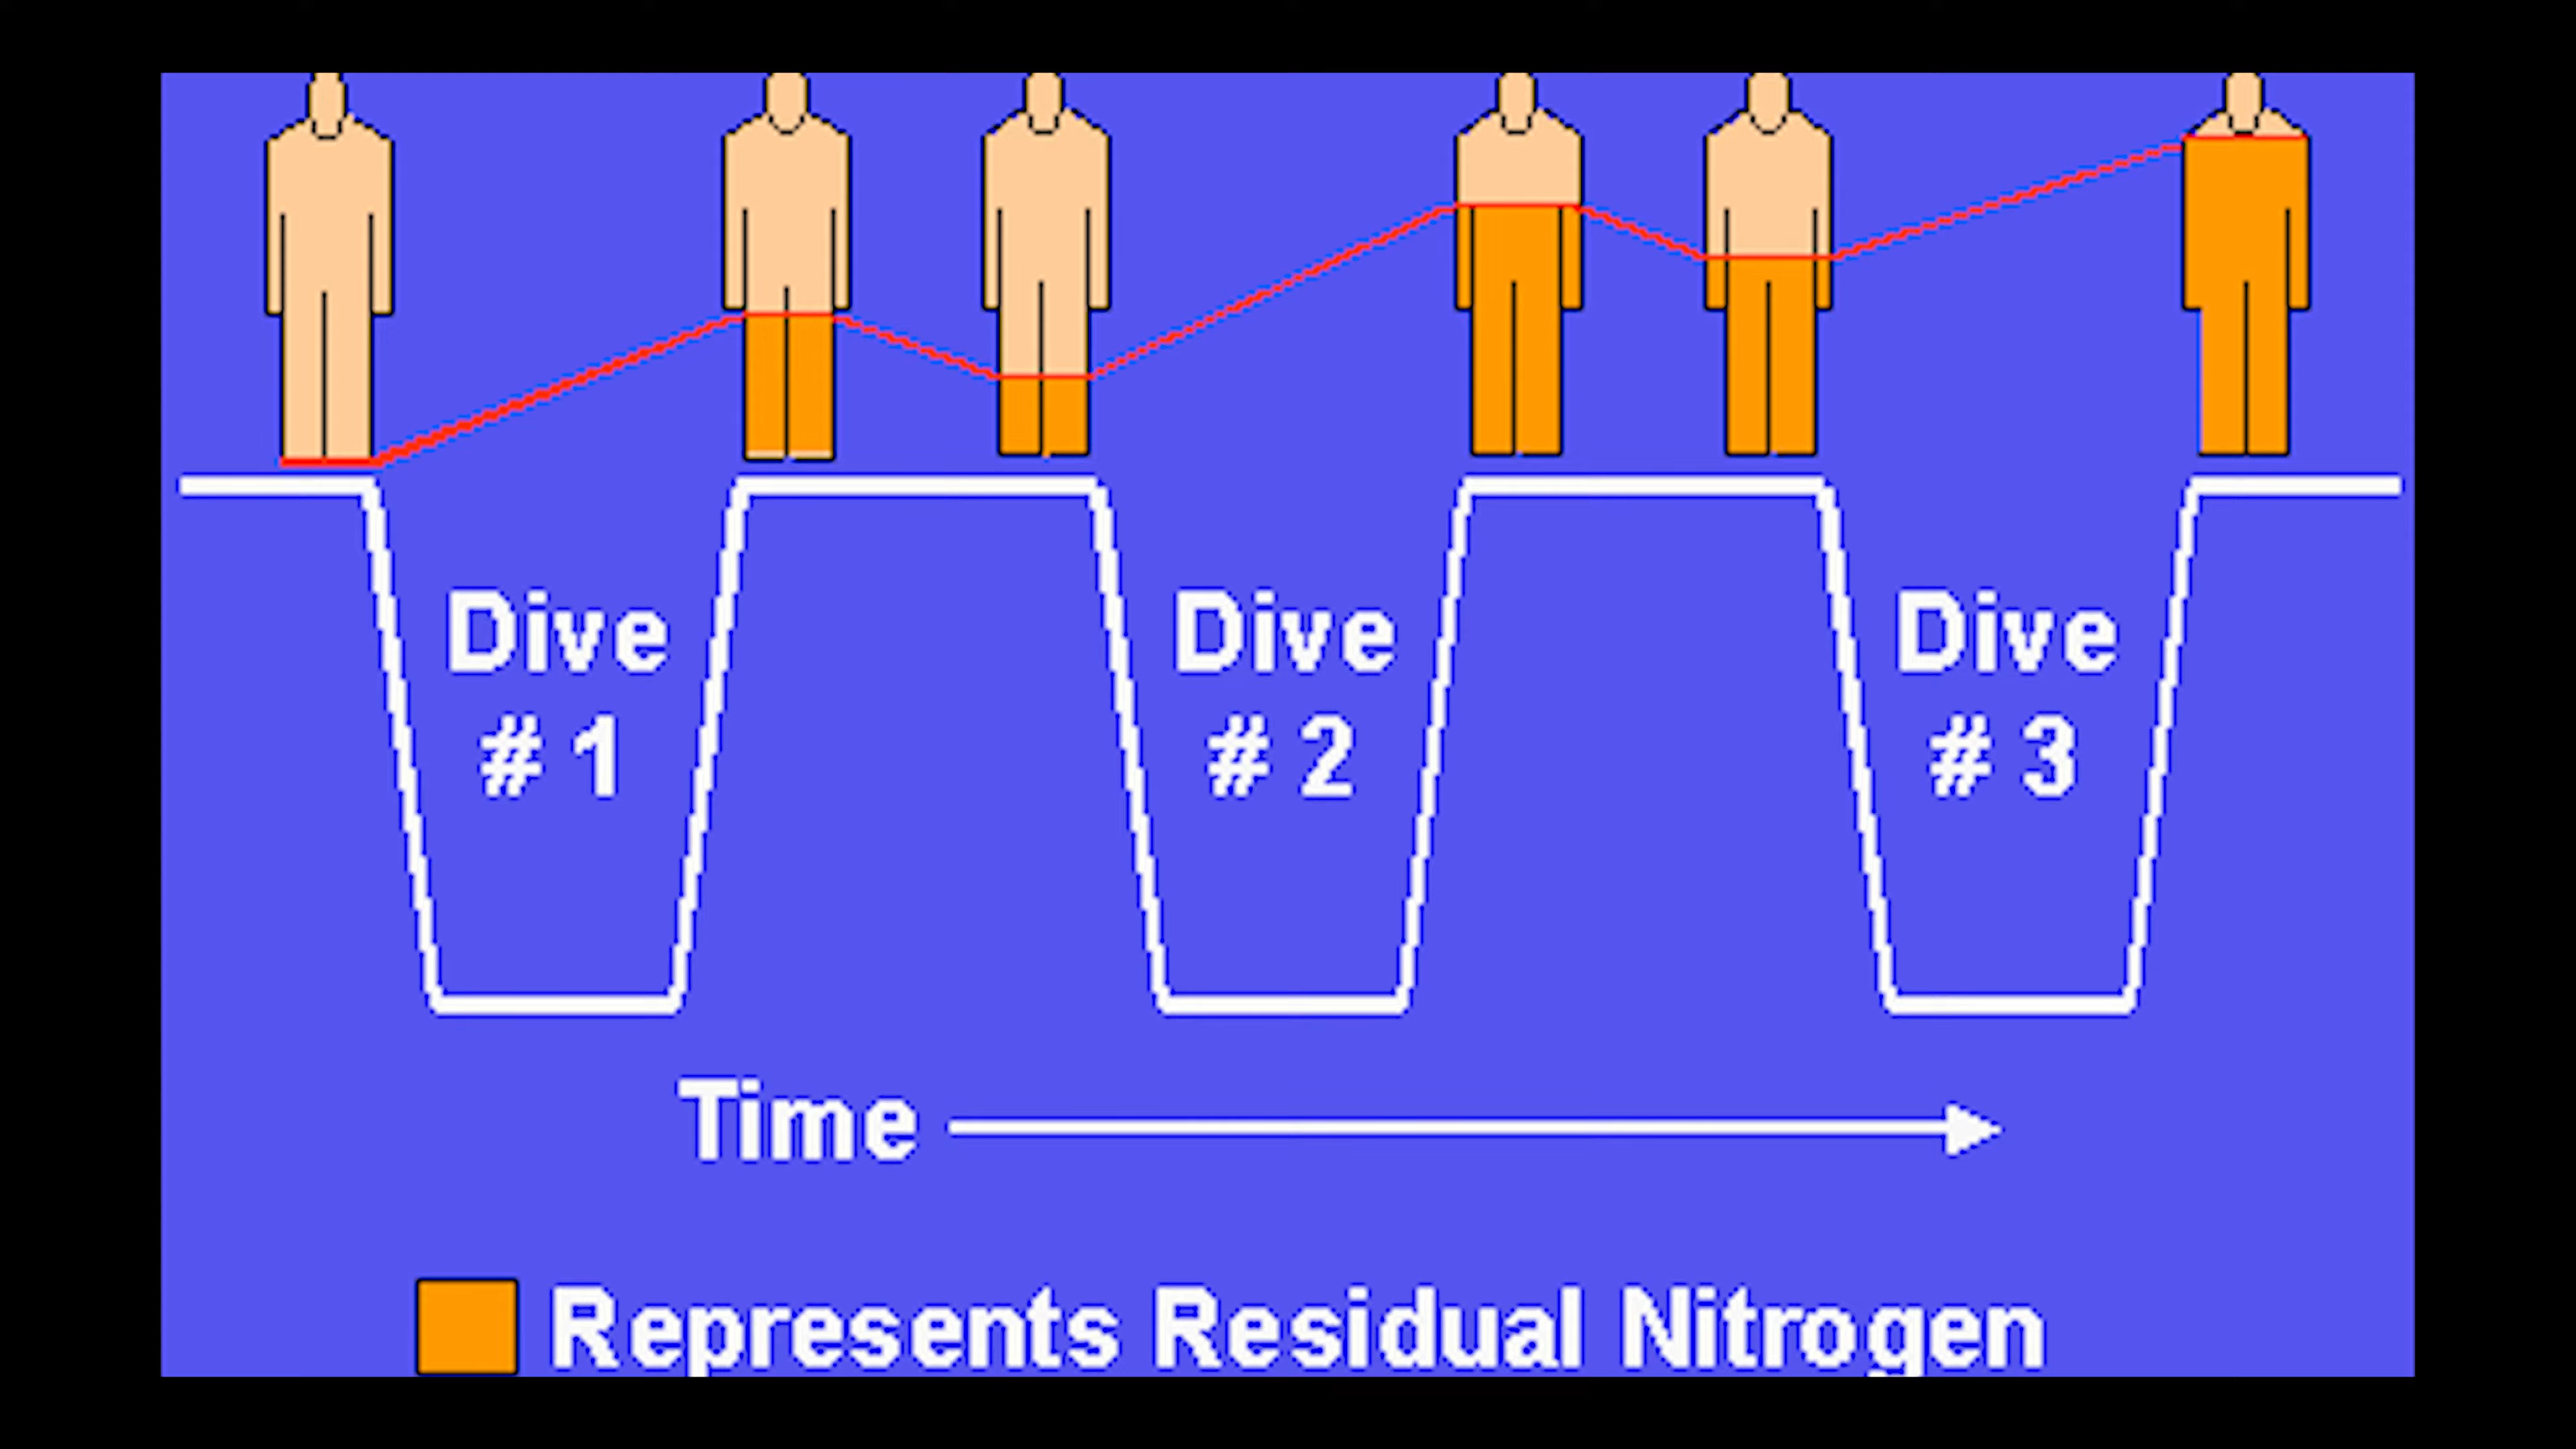 Dive
# 1
Dive
# 2
Dive
# 3
Time
Represents Residual Nitrogen